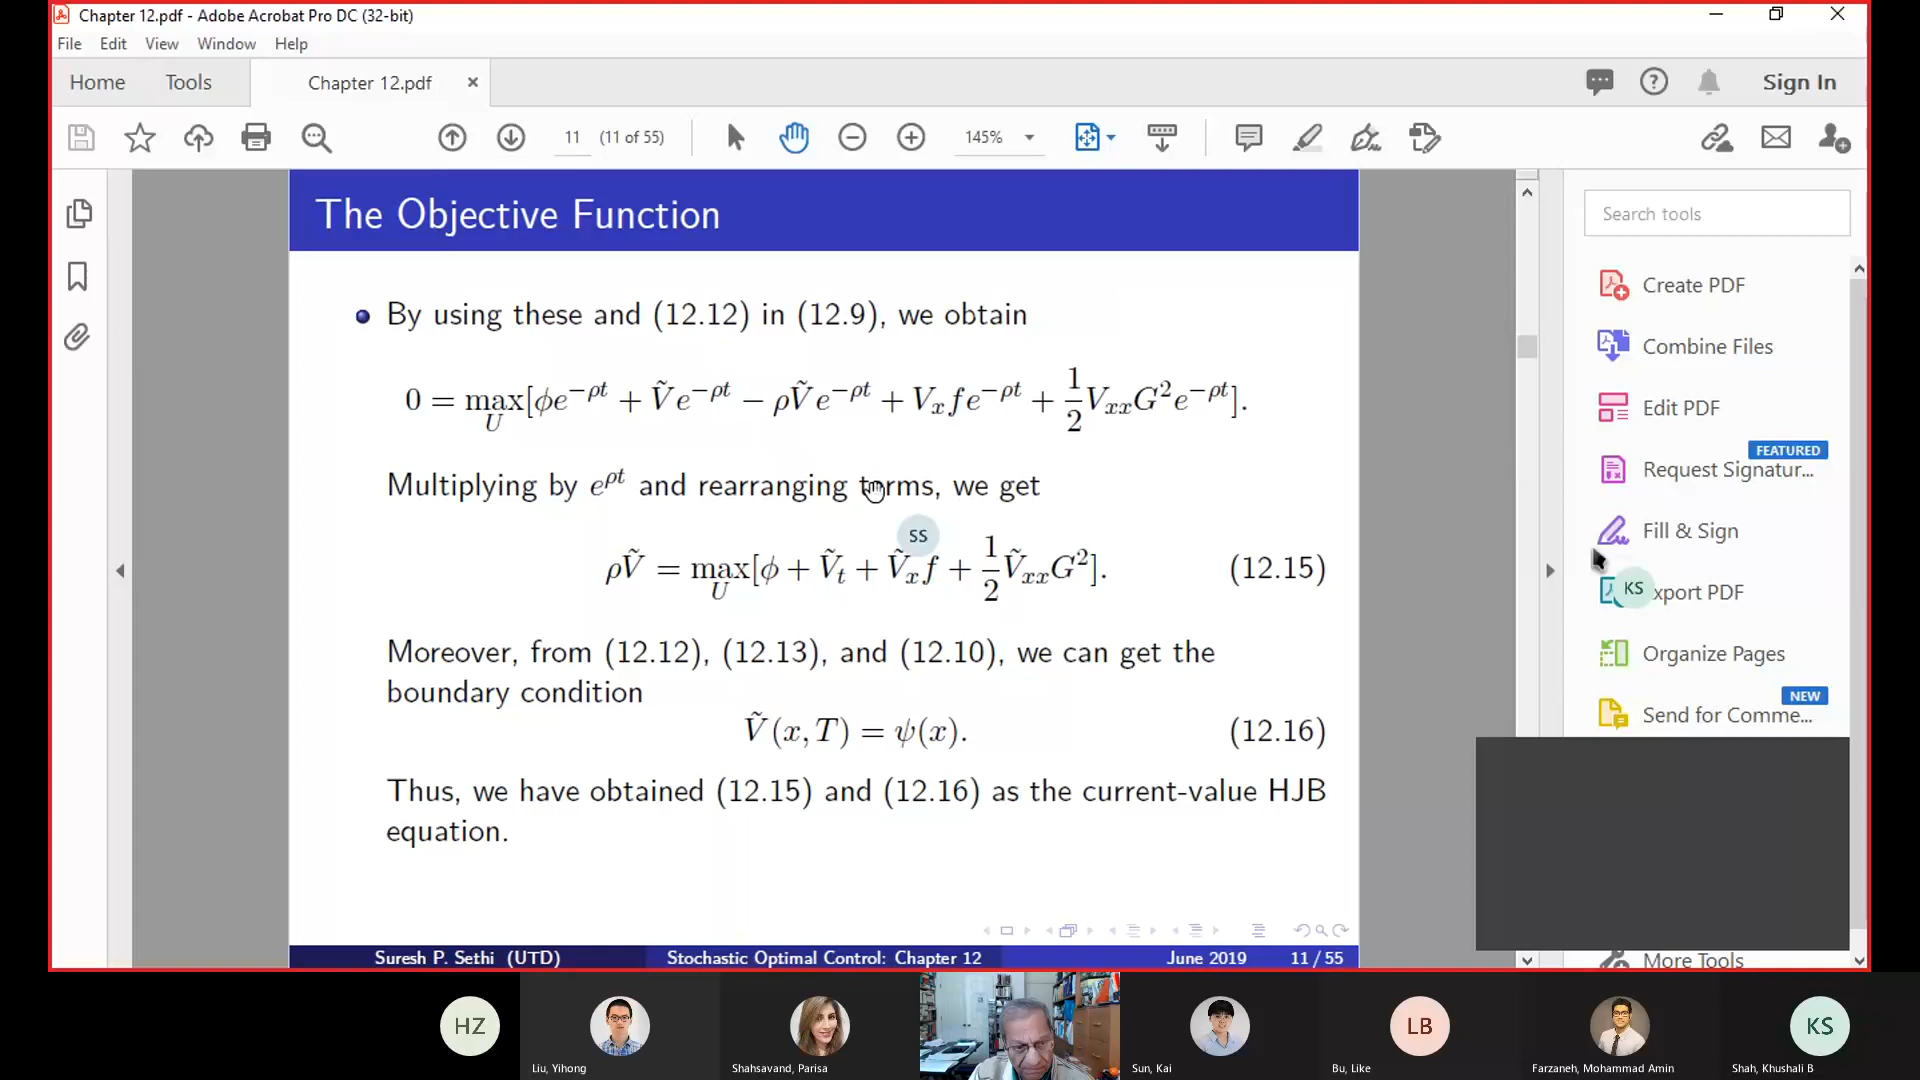 Chapter 12.pdf - Adobe Acrobat Pro DC (32-bit)
File Edit View Window Help
Home Tools Chapter 12.pdf × Sign In
11 (11 of 55) 145%
The Objective Function
Search tools
Create PDF
Combine Files
Edit PDF
FEATURED
Request Signatur...
Fill & Sign
xport PDF
Organize Pages
NEW
Send for Comme...
More Tools
By using these and (12.12) in (12.9), we obtain
0 = max_U[ϕe^{−ρt} + Ṽe^{−ρt} − ρṼe^{−ρt} + V_x fe^{−ρt} + 1/2 V_{xx}G²e^{−ρt}].
Multiplying by e^{ρt} and rearranging terms, we get
SS
ρṼ = max_U[ϕ + Ṽ_t + Ṽ_x f + 1/2 Ṽ_{xx}G²]. (12.15)
KS
Moreover, from (12.12), (12.13), and (12.10), we can get the
boundary condition
Ṽ(x, T) = ψ(x). (12.16)
Thus, we have obtained (12.15) and (12.16) as the current-value HJB
equation.
Suresh P. Sethi (UTD) Stochastic Optimal Control: Chapter 12 June 2019 11 / 55
HZ
Liu, Yihong
Shahsavand, Parisa
Sun, Kai
LB
Bu, Like
Farzaneh, Mohammad Amin
KS
Shah, Khushali B